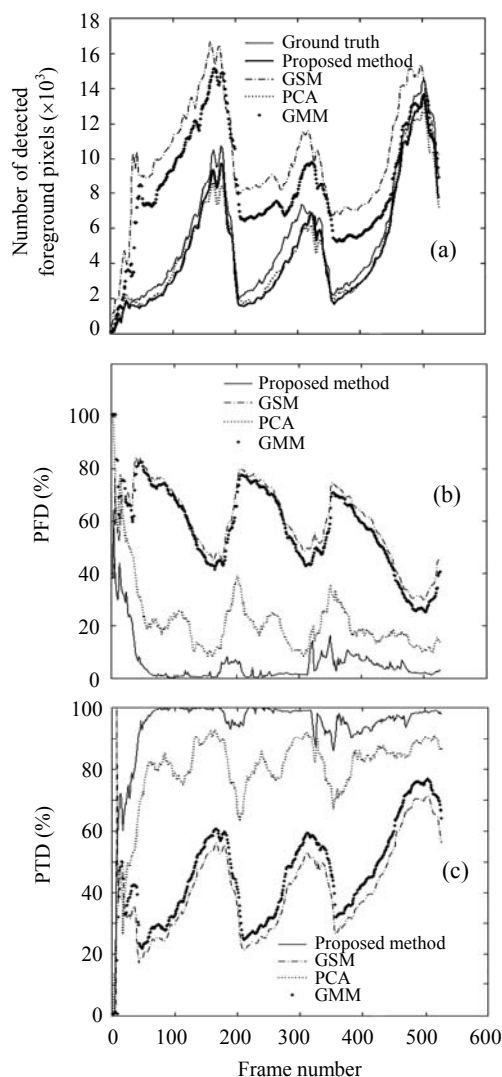 18
16
14
12
10
8
6
4
2
0
Number of detected
foreground pixels (×10³)
Ground truth
Proposed method
GSM
PCA
GMM
(a)
100
80
60
40
20
0
PFD (%)
Proposed method
GSM
PCA
GMM
(b)
100
80
60
40
20
0
PTD (%)
(c)
Proposed method
GSM
PCA
GMM
0 100 200 300 400 500 600
Frame number